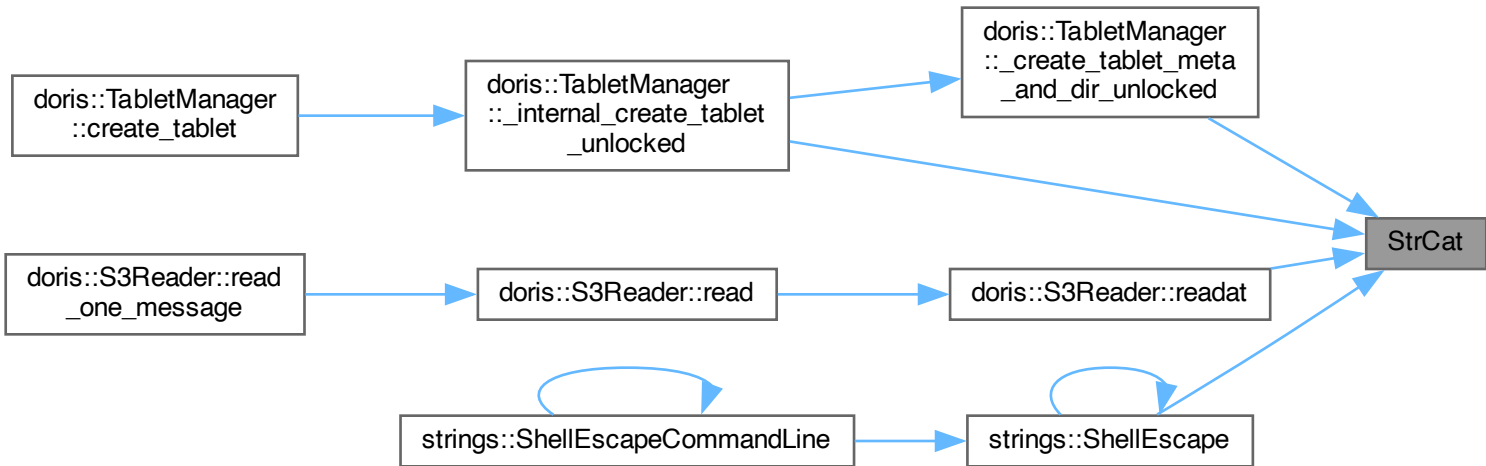 doris::TabletManager
::create_tablet
doris::TabletManager
::_internal_create_tablet
_unlocked
doris::TabletManager
::_create_tablet_meta
_and_dir_unlocked
StrCat
doris::S3Reader::read
_one_message
doris::S3Reader::read
doris::S3Reader::readat
strings::ShellEscapeCommandLine
strings::ShellEscape